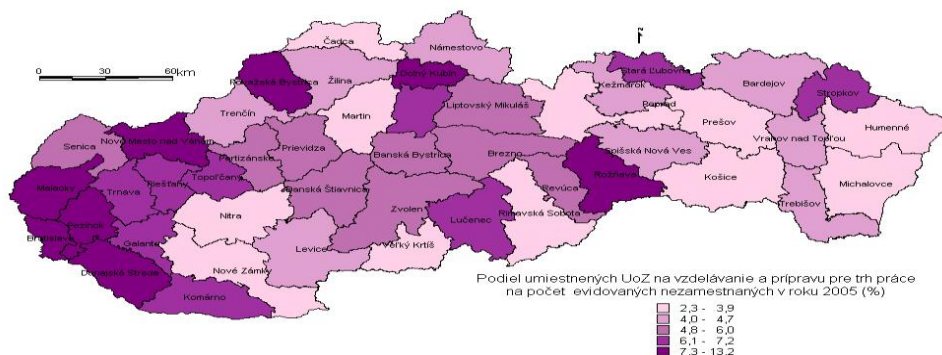 Čadca
Námestovo
0 30 60km
Považská Bystrica
Žilina
Dolný Kubín
Stará Ľubovňa
Kežmarok
Bardejov
Stropkov
Trenčín
Martin
Liptovský Mikuláš
Poprad
Prešov
Humenné
Senica
Nové Mesto nad Váhom
Partizánske
Prievidza
Banská Bystrica
Brezno
Spišská Nová Ves
Vranov nad Topľou
Malacky
Trnava
Piešťany
Topoľčany
Banská Štiavnica
Revúca
Rožňava
Košice
Michalovce
Pezinok
Nitra
Zvolen
Lučenec
Rimavská Sobota
Trebišov
Bratislava
Galanta
Levice
Veľký Krtíš
Dunajská Streda
Nové Zámky
Komárno
Podiel umiestnených UoZ na vzdelávanie a prípravu pre trh práce
na počet evidovaných nezamestnaných v roku 2005 (%)
2,3 - 3,9
4,0 - 4,7
4,8 - 6,0
6,1 - 7,2
7,3 - 13,2